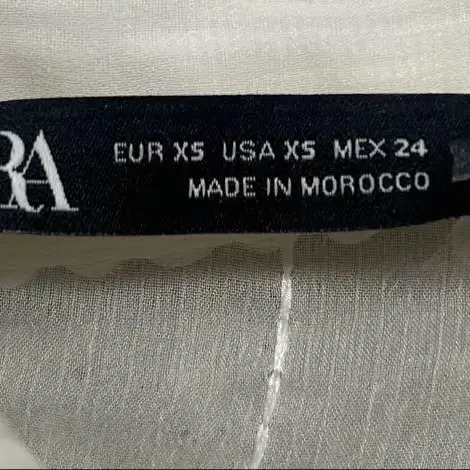 RA
EUR XS USA XS MEX 24
MADE IN MOROCCO